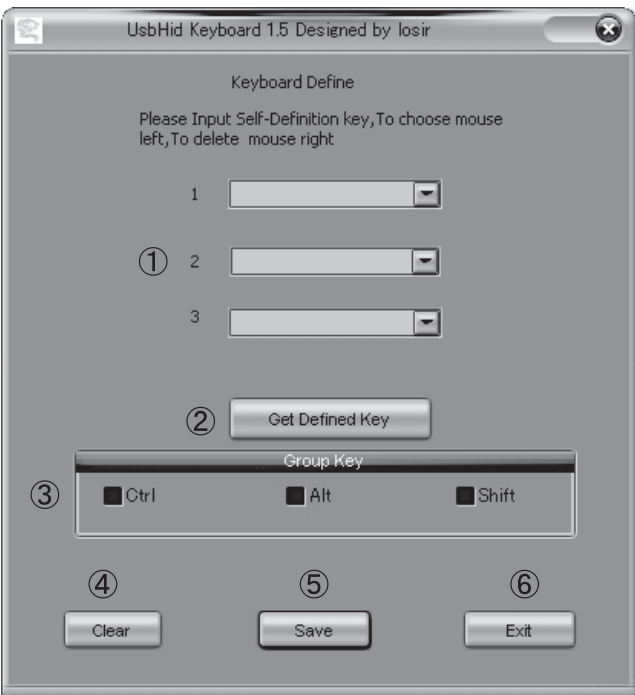 UsbHid Keyboard 1.5 Designed by losir
Keyboard Define
Please Input Self-Definition key,To choose mouse
left,To delete mouse right
1
① 2
3
② Get Defined Key
Group Key
③ Ctrl Alt Shift
④ ⑤ ⑥
Clear Save Exit